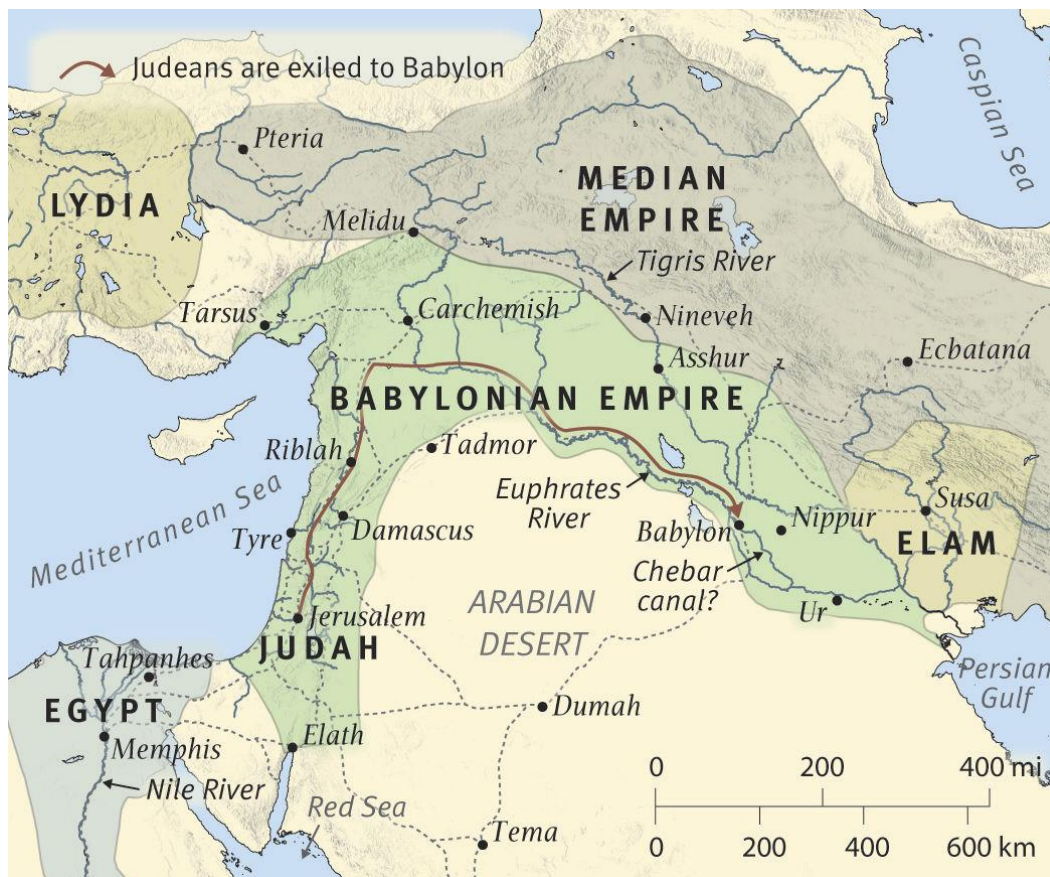 Judeans are exiled to Babylon
Caspian Sea
Pteria
MEDIAN
EMPIRE
LYDIA
Melidu
Tigris River
Tarsus
Carchemish
Nineveh
Asshur
Ecbatana
BABYLONIAN EMPIRE
Riblah
Tadmor
Mediterranean Sea
Euphrates
River
Susa
Tyre
Damascus
Babylon
Nippur
ELAM
Chebar
canal?
ARABIAN
DESERT
Ur
Jerusalem
JUDAH
Tahpanhes
Persian
Gulf
EGYPT
Dumah
Memphis
Elath
Nile River
Red Sea
Tema
0 200 400 mi
0 200 400 600 km